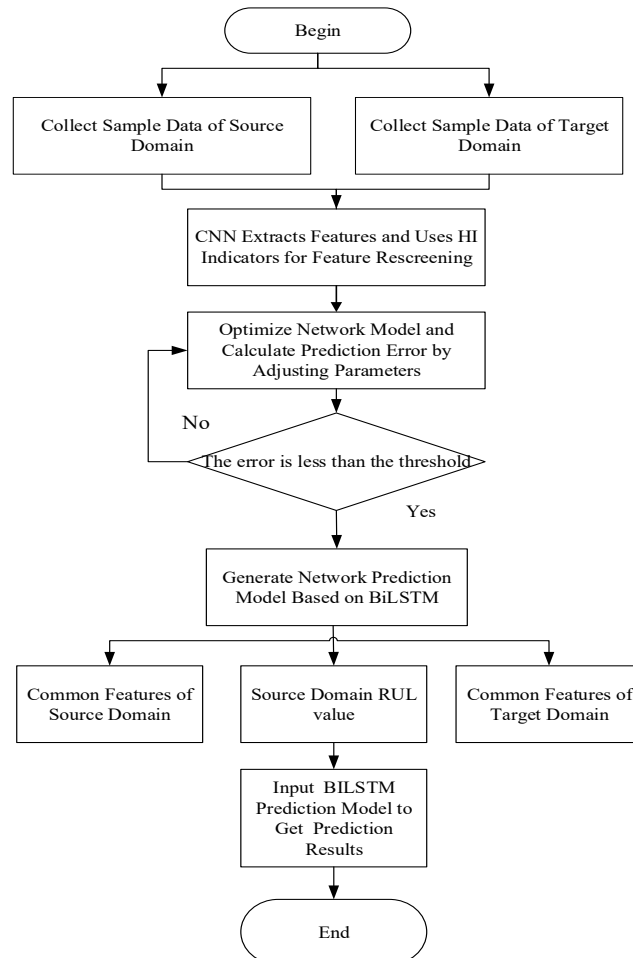 Begin
Collect Sample Data of Source
Domain
Collect Sample Data of Target
Domain
CNN Extracts Features and Uses HI
Indicators for Feature Rescreening
Optimize Network Model and
Calculate Prediction Error by
Adjusting Parameters
No
The error is less than the threshold
Yes
Generate Network Prediction
Model Based on BiLSTM
Common Features of
Source Domain
Source Domain RUL
value
Common Features of
Target Domain
Input BILSTM
Prediction Model to
Get Prediction
Results
End